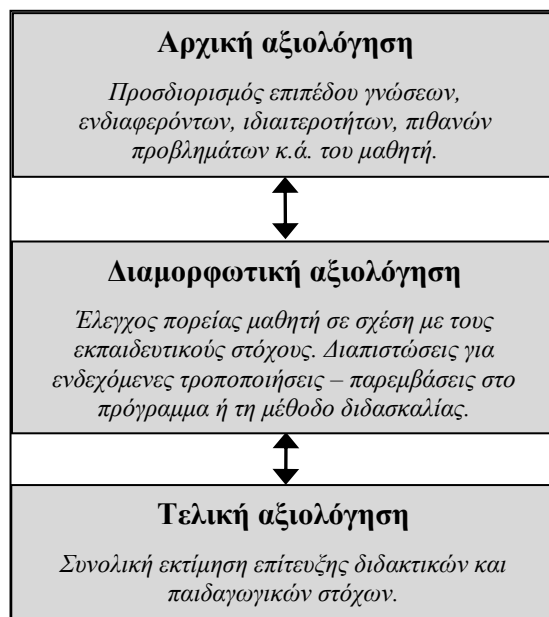 Αρχική αξιολόγηση
Προσδιορισμός επιπέδου γνώσεων,
ενδιαφερόντων, ιδιαιτεροτήτων, πιθανών
προβλημάτων κ.ά. του μαθητή.
Διαμορφωτική αξιολόγηση
Έλεγχος πορείας μαθητή σε σχέση με τους
εκπαιδευτικούς στόχους. Διαπιστώσεις για
ενδεχόμενες τροποποιήσεις – παρεμβάσεις στο
πρόγραμμα ή τη μέθοδο διδασκαλίας.
Τελική αξιολόγηση
Συνολική εκτίμηση επίτευξης διδακτικών και
παιδαγωγικών στόχων.